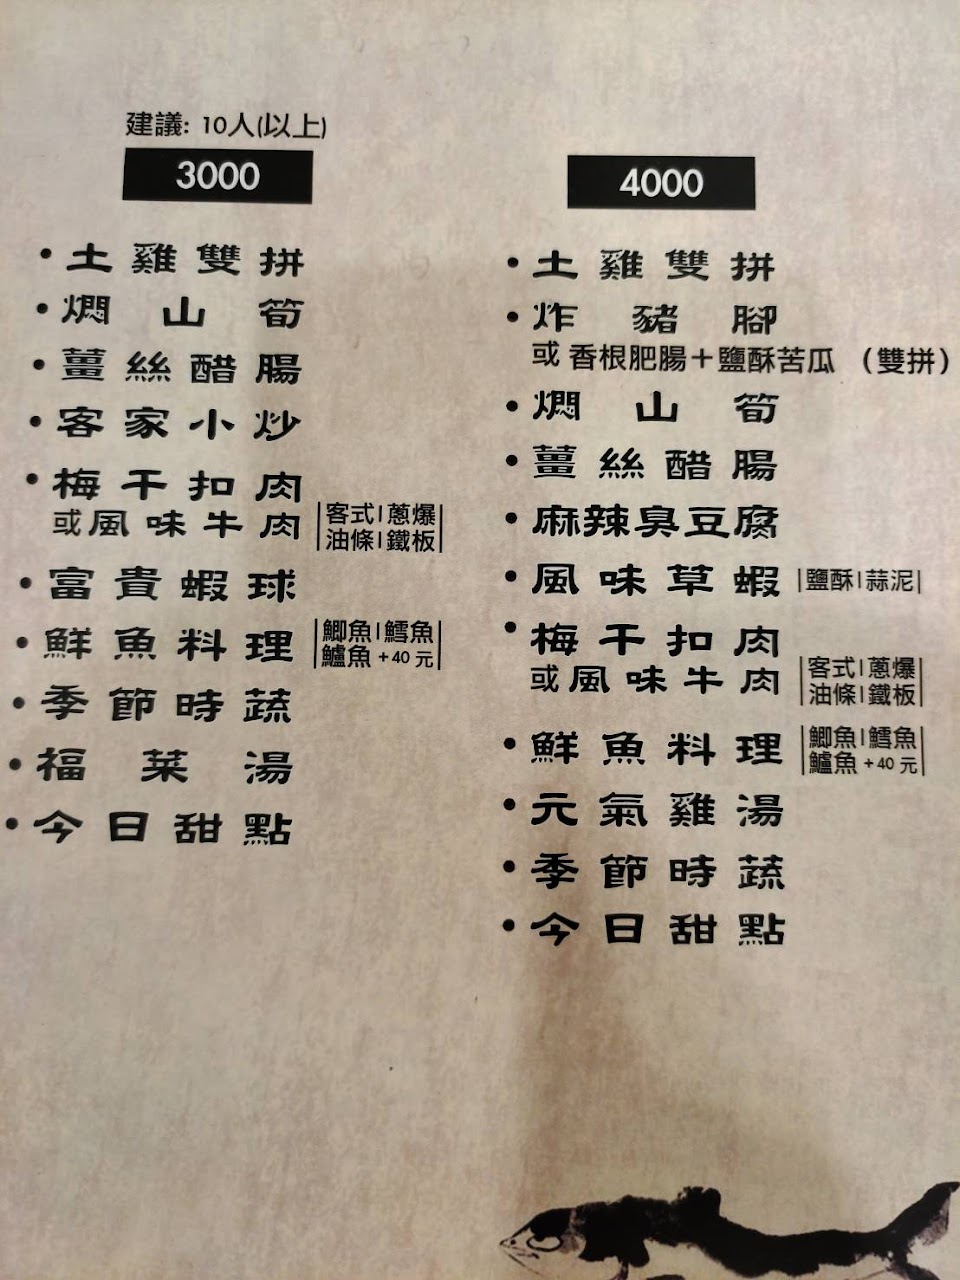 建議: 10人(以上)
3000
• 土雞雙拼
• 燜山筍
• 薑絲醋腸
• 客家小炒
• 梅干扣肉
或風味牛肉 |客式|蔥爆
油條|鐵板|
• 富貴蝦球
• 鮮魚料理 |鯽魚|鱈魚
鱸魚+40元|
• 季節時蔬
• 福菜湯
• 今日甜點
4000
• 土雞雙拼
• 炸豬腳
或 香根肥腸+鹽酥苦瓜 (雙拼)
• 燜山筍
• 薑絲醋腸
• 麻辣臭豆腐
• 風味草蝦 |鹽酥|蒜泥|
• 梅干扣肉
或風味牛肉 |客式|蔥爆
油條|鐵板|
• 鮮魚料理 |鯽魚|鱈魚
鱸魚+40元|
• 元氣雞湯
• 季節時蔬
• 今日甜點